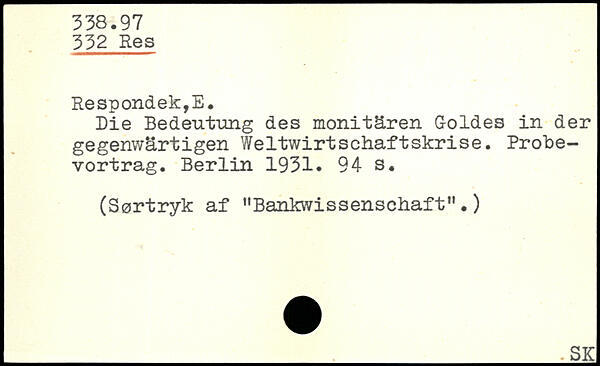 338.97
332 Res
Respondek,E.
Die Bedeutung des monitären Goldes in der
gegenwärtigen Weltwirtschaftskrise. Probe-
vortrag. Berlin 1931. 94 s.
(Sørtryk af "Bankwissenschaft".)
SK